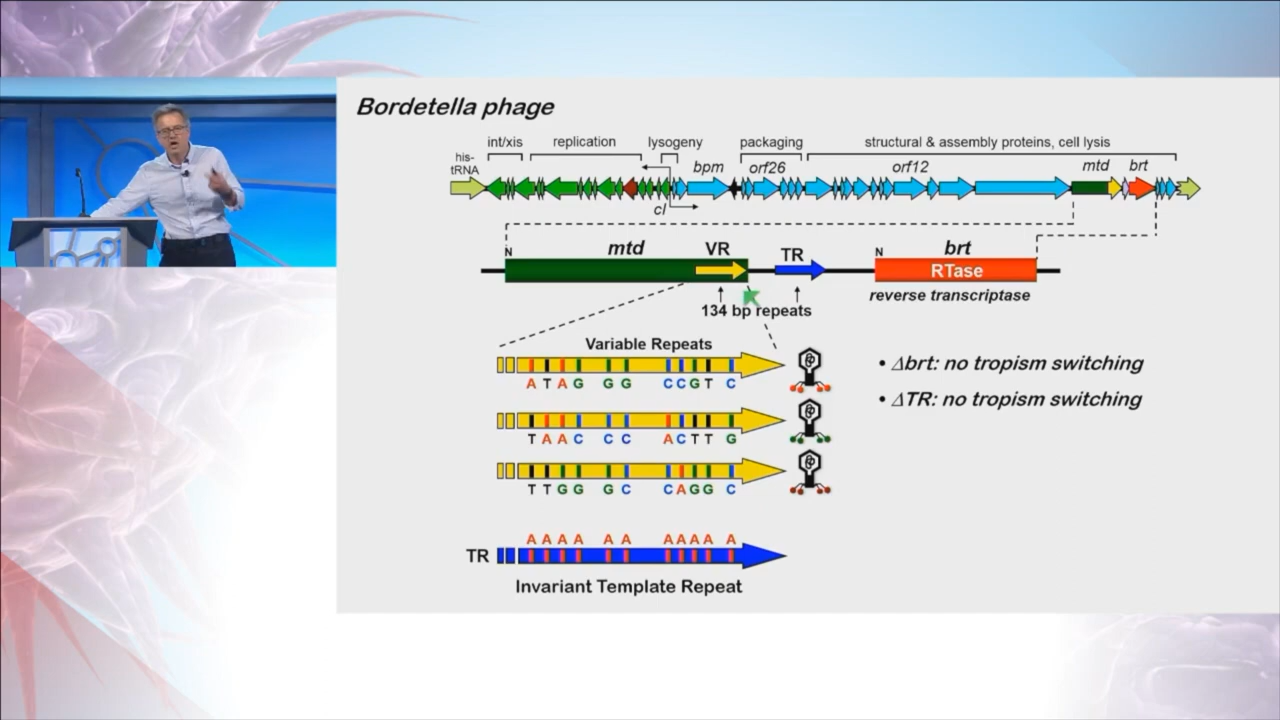 Bordetella phage
int/xis replication lysogeny packaging structural & assembly proteins, cell lysis
his-
tRNA
bpm orf26 orf12 mtd brt
cI
N mtd VR TR N brt
RTase
reverse transcriptase
134 bp repeats
Variable Repeats
A T A G G G C C G T C
T A A C C C A C T T G
T T G G G C C A G G C
• Δbrt: no tropism switching
• ΔTR: no tropism switching
A A A A A A A A A A A
TR
Invariant Template Repeat